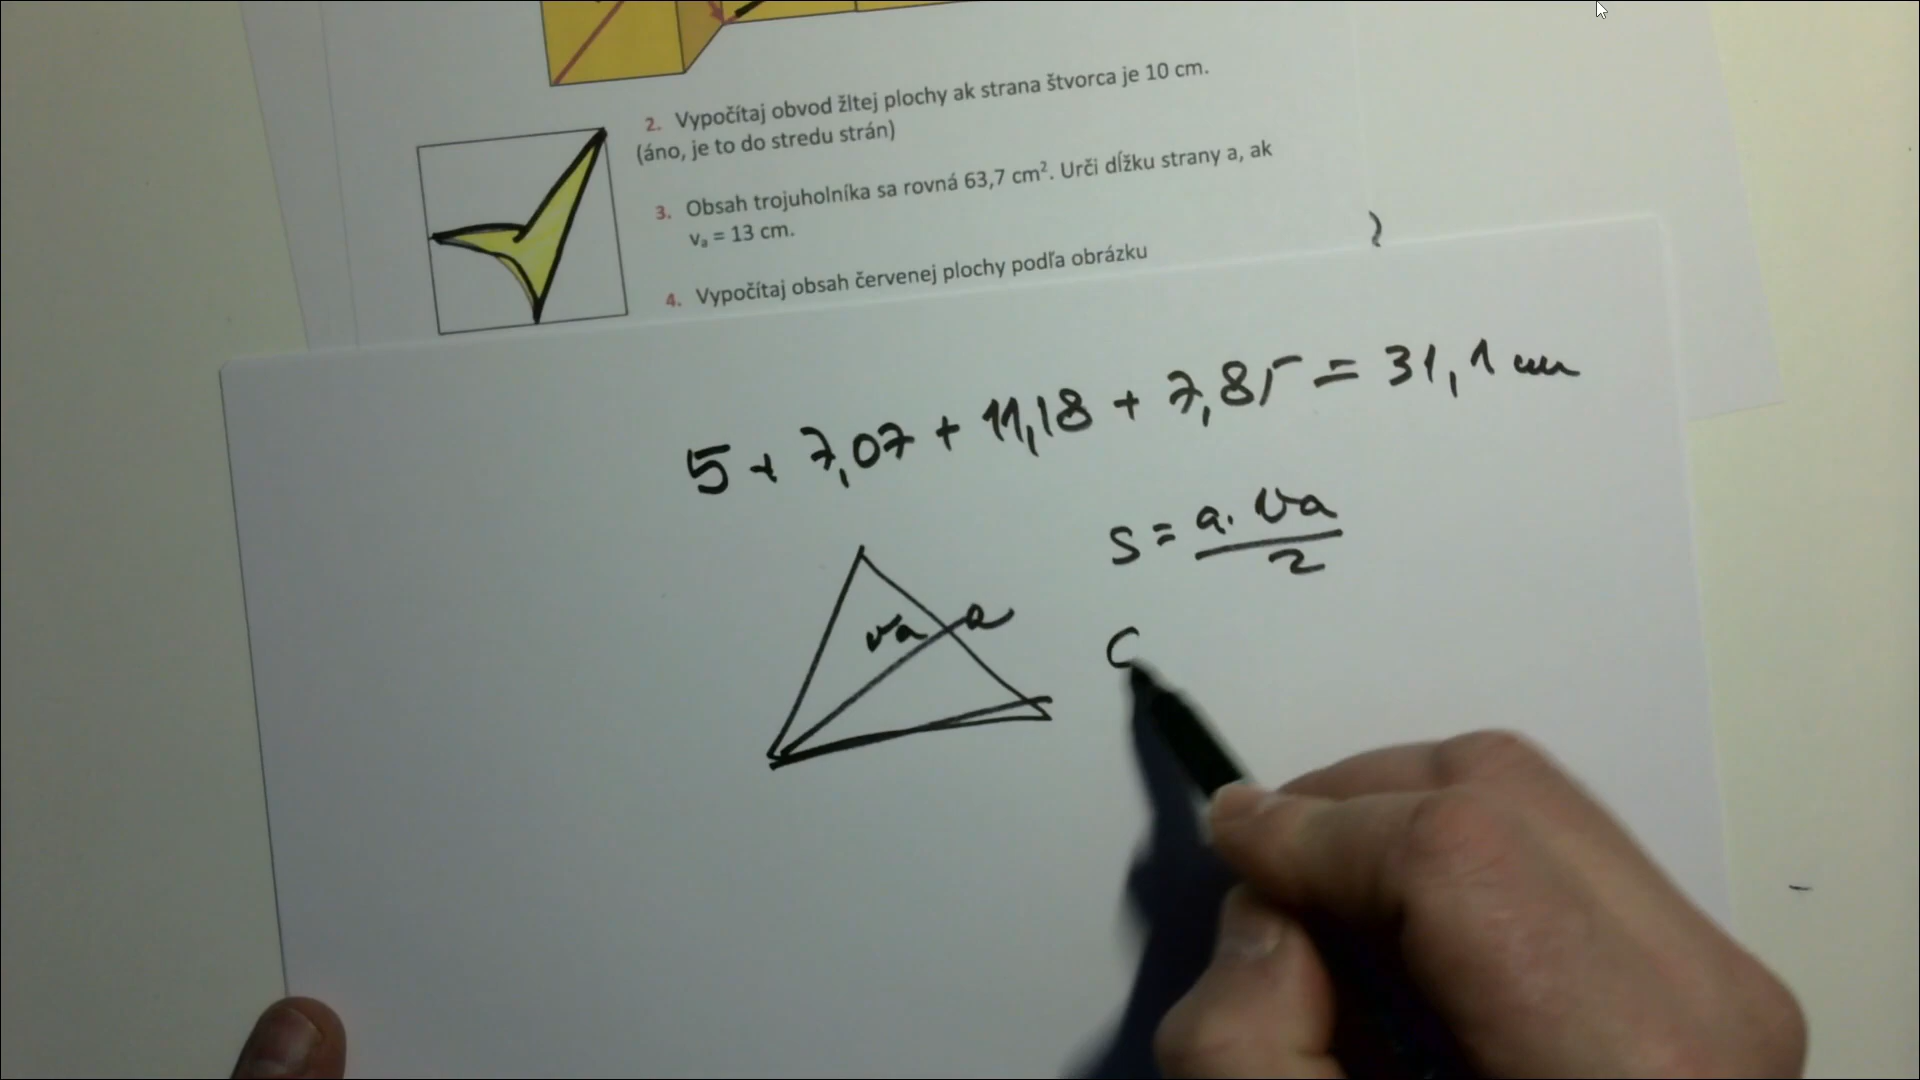 2. Vypočítaj obvod žltej plochy ak strana štvorca je 10 cm.
(áno, je to do stredu strán)
3. Obsah trojuholníka sa rovná 63,7 cm². Urči dĺžku strany a, ak
vₐ = 13 cm.
4. Vypočítaj obsah červenej plochy podľa obrázku
5 + 7,07 + 11,18 + 7,85 = 31,1 cm
S = a . va / 2
va a